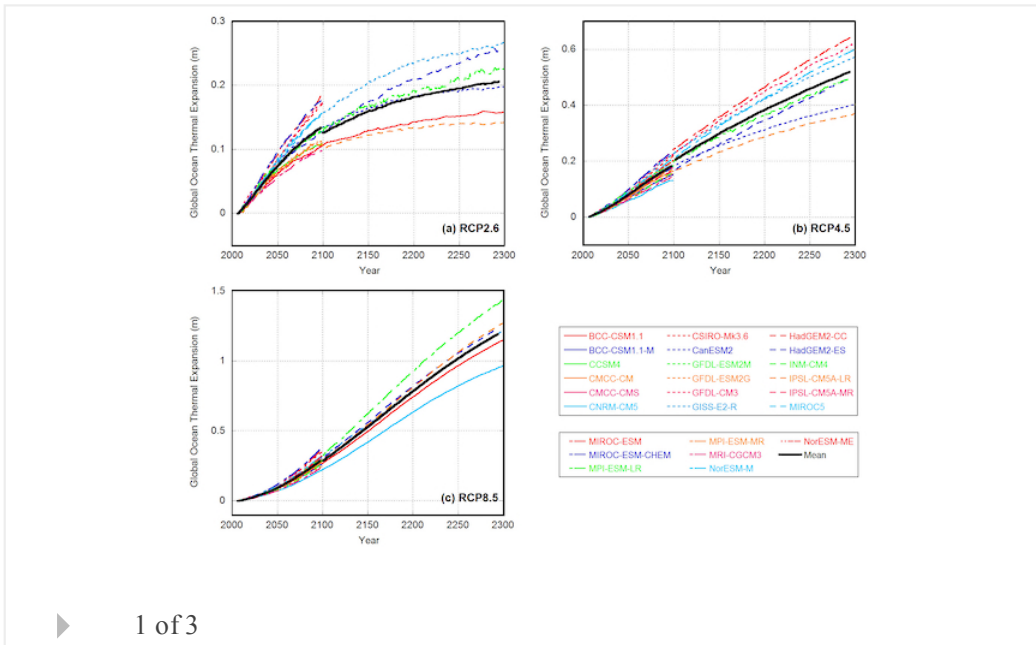 0.3
0.2
0.1
0
Global Ocean Thermal Expansion (m)
(a) RCP2.6
2000 2050 2100 2150 2200 2250 2300
Year
0.6
0.4
0.2
0
Global Ocean Thermal Expansion (m)
(b) RCP4.5
2000 2050 2100 2150 2200 2250 2300
Year
1.5
1
0.5
0
Global Ocean Thermal Expansion (m)
(c) RCP8.5
2000 2050 2100 2150 2200 2250 2300
Year
BCC-CSM1.1 CSIRO-Mk3.6 HadGEM2-CC
BCC-CSM1.1-M CanESM2 HadGEM2-ES
CCSM4 GFDL-ESM2M INM-CM4
CMCC-CM GFDL-ESM2G IPSL-CM5A-LR
CMCC-CMS GFDL-CM3 IPSL-CM5A-MR
CNRM-CM5 GISS-E2-R MIROC5
MIROC-ESM MPI-ESM-MR NorESM-ME
MIROC-ESM-CHEM MRI-CGCM3 Mean
MPI-ESM-LR NorESM-M
1 of 3